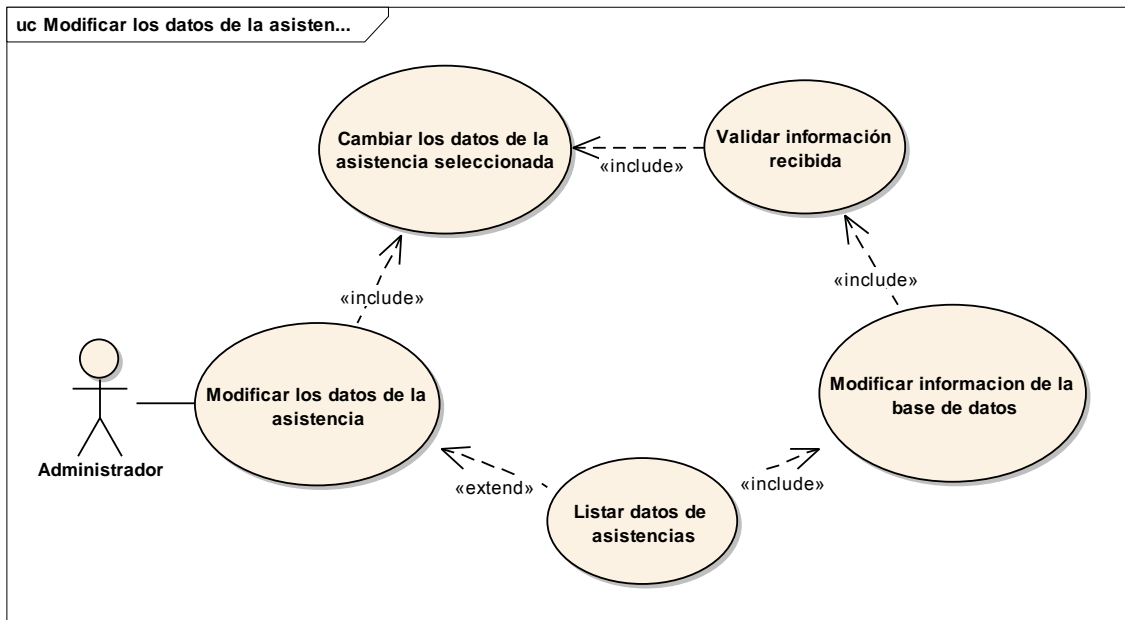 uc Modificar los datos de la asisten...
Cambiar los datos de la
asistencia seleccionada
Validar información
recibida
«include»
«include»
«include»
Modificar los datos de la
asistencia
Modificar informacion de la
base de datos
Administrador
«extend»
«include»
Listar datos de
asistencias